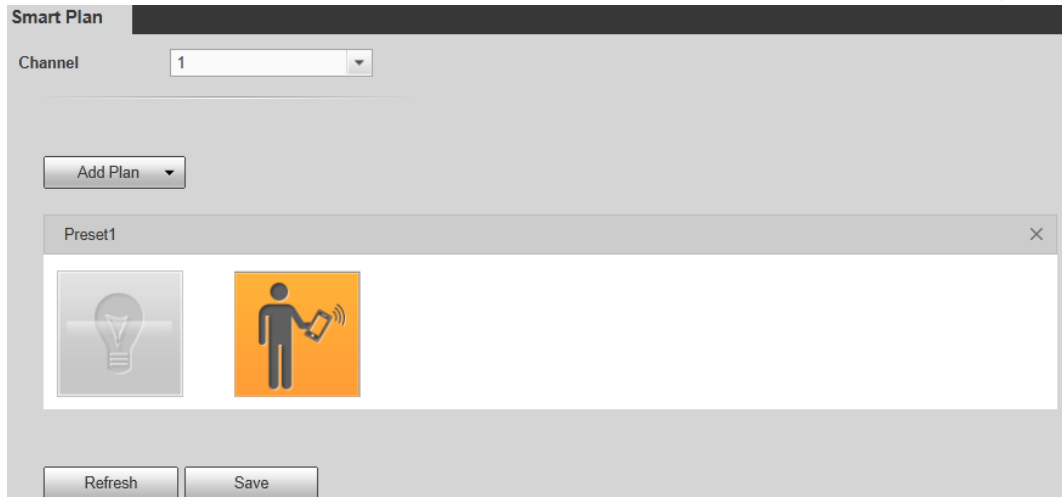 Smart Plan
Channel 1
Add Plan
Preset1
Refresh Save